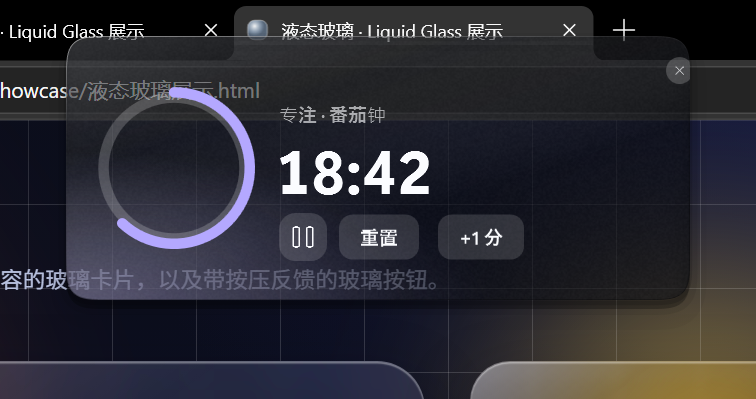 · Liquid Glass 展示
液态玻璃 · Liquid Glass 展示
howcase/液态玻璃展示.html
专注 · 番茄钟
18:42
重置
+1 分
容的玻璃卡片，以及带按压反馈的玻璃按钮。